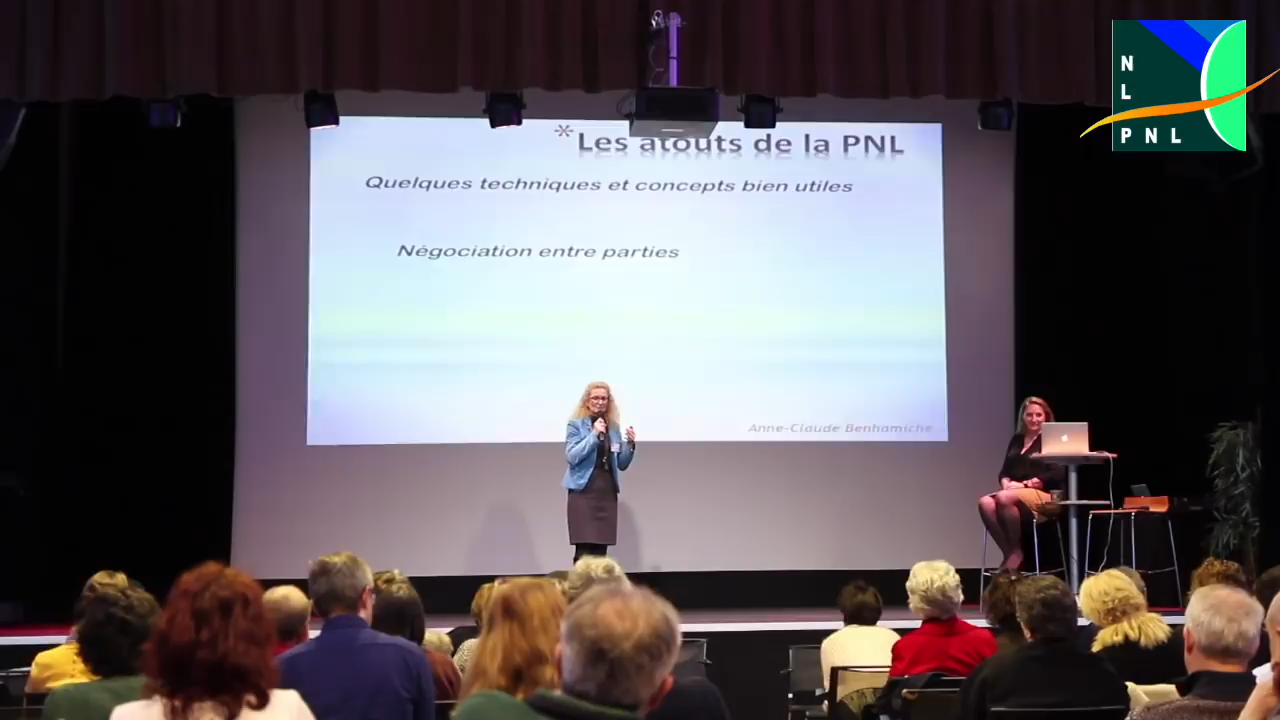 * Les atouts de la PNL
Quelques techniques et concepts bien utiles
Négociation entre parties
Anne-Claude Benhamiche
N
L
PNL